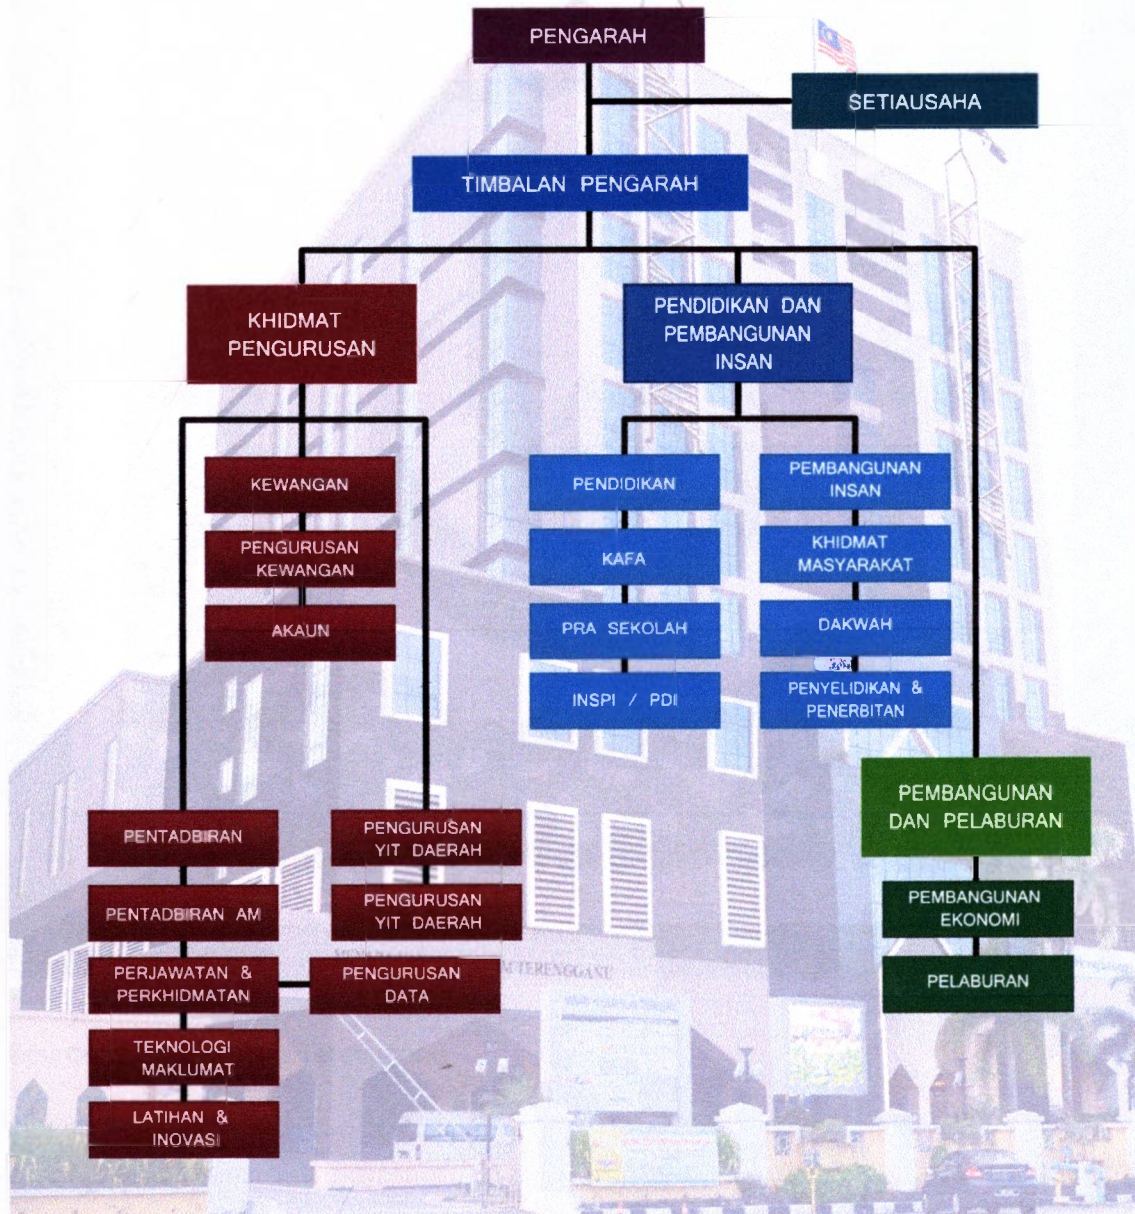 PENGARAH
SETIAUSAHA
TIMBALAN PENGARAH
KHIDMAT
PENGURUSAN
PENDIDIKAN DAN
PEMBANGUNAN
INSAN
KEWANGAN
PENGURUSAN
KEWANGAN
AKAUN
PENDIDIKAN
KAFA
PRA SEKOLAH
INSPI / PDI
PEMBANGUNAN
INSAN
KHIDMAT
MASYARAKAT
DAKWAH
PENYELIDIKAN &
PENERBITAN
PEMBANGUNAN
DAN PELABURAN
PEMBANGUNAN
EKONOMI
PELABURAN
PENTADBIRAN
PENTADBIRAN AM
PERJAWATAN &
PERKHIDMATAN
TEKNOLOGI
MAKLUMAT
LATIHAN &
INOVASI
PENGURUSAN
YIT DAERAH
PENGURUSAN
YIT DAERAH
PENGURUSAN
DATA
TERENGGANU